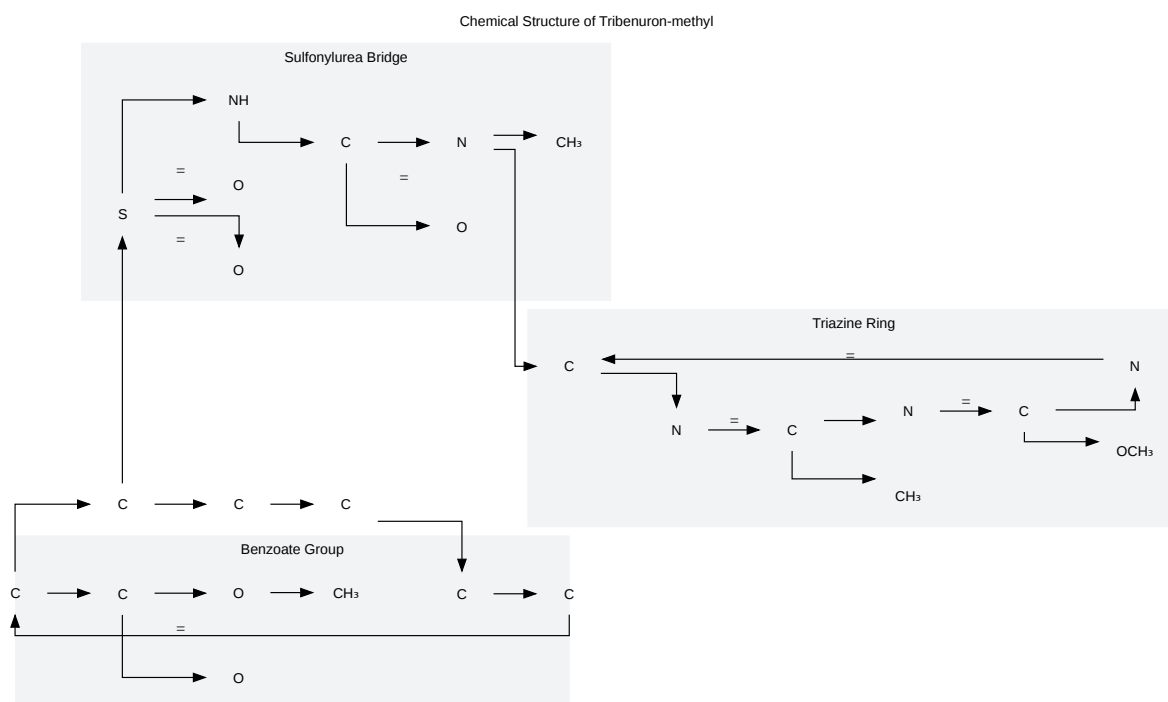 Chemical Structure of Tribenuron-methyl
Sulfonylurea Bridge
NH
C
N
CH₃
=
=
O
S
O
=
O
Triazine Ring
=
C
N
=
N
C
=
N
C
OCH₃
CH₃
C
C
C
Benzoate Group
C
C
O
CH₃
C
C
=
O